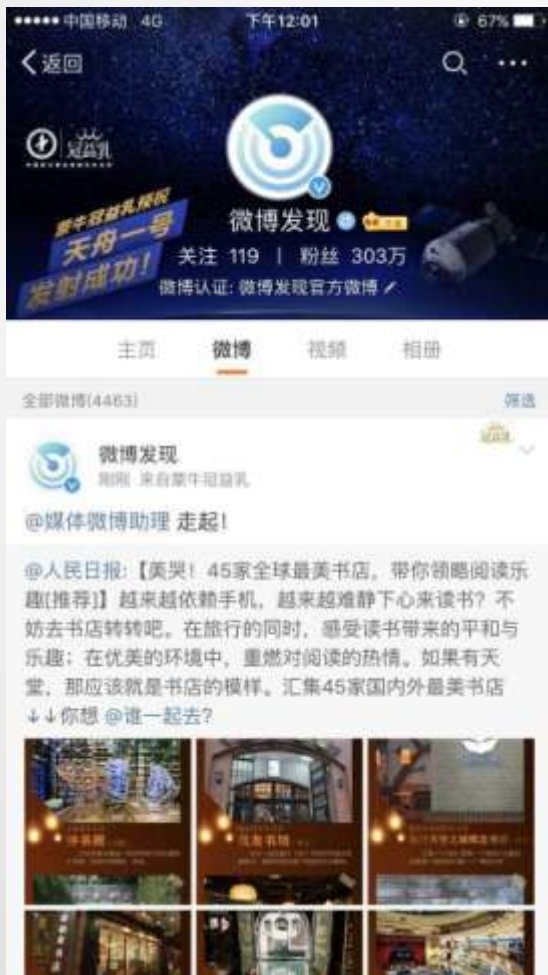 中国移动 4G 下午12:01 67%
返回
冠益乳
蒙牛冠益乳预祝
天舟一号
发射成功！
微博发现
关注 119 | 粉丝 303万
微博认证: 微博发现官方微博
主页 微博 视频 相册
全部微博(4463) 筛选
微博发现
刚刚 来自蒙牛冠益乳
@媒体微博助理 走起！
@人民日报:【美哭！45家全球最美书店，带你领略阅读乐
趣[推荐]】越来越依赖手机，越来越难静下心来读书？不
妨去书店转转吧。在旅行的同时，感受读书带来的平和与
乐趣；在优美的环境中，重燃对阅读的热情。如果有天
堂，那应该就是书店的模样。汇集45家国内外最美书店
↓↓你想 @谁一起去?
钟书阁